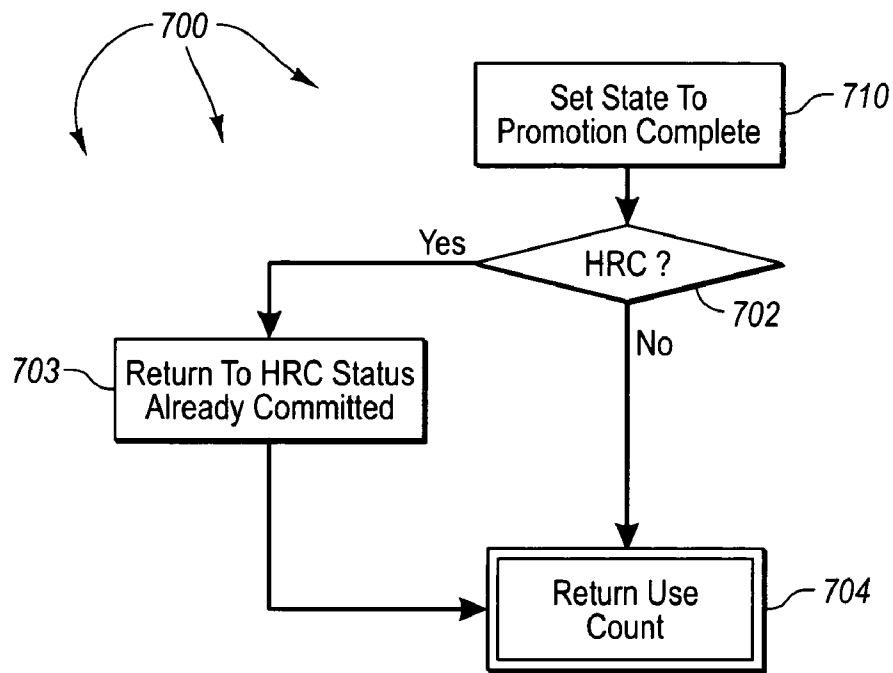 700
Set State To
Promotion Complete
710
Yes
HRC ?
702
No
703
Return To HRC Status
Already Committed
Return Use
Count
704